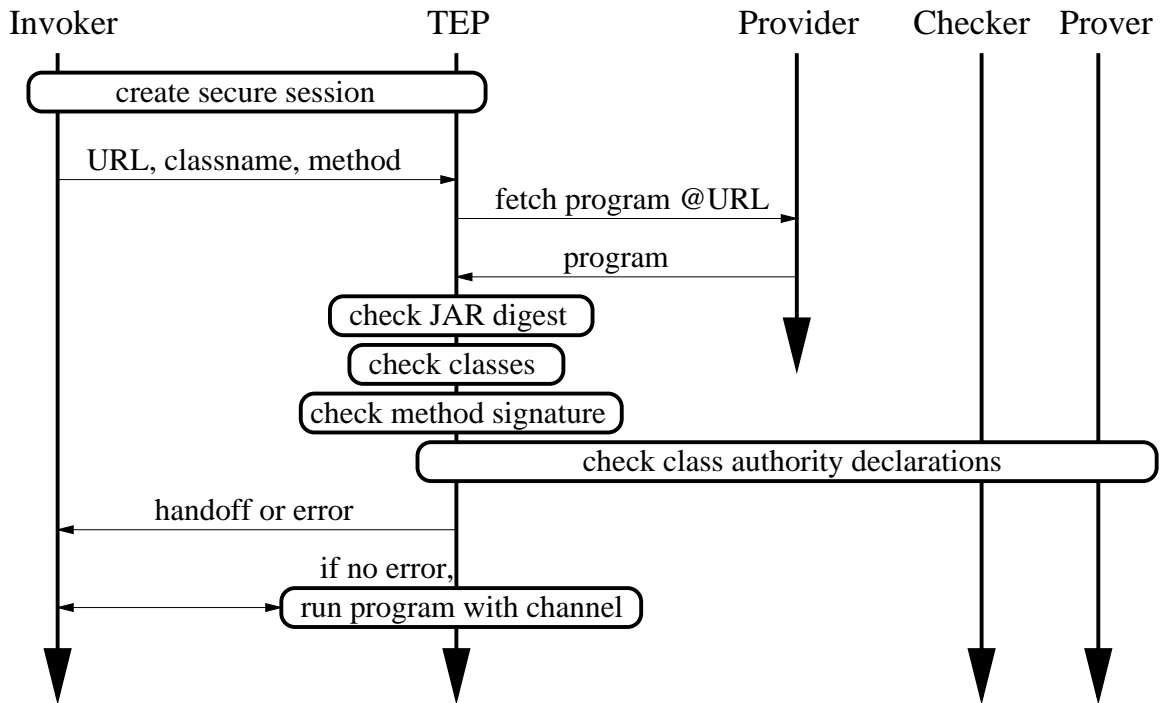 Invoker TEP Provider Checker Prover
create secure session
URL, classname, method
fetch program @URL
program
check JAR digest
check classes
check method signature
check class authority declarations
handoff or error
if no error,
run program with channel